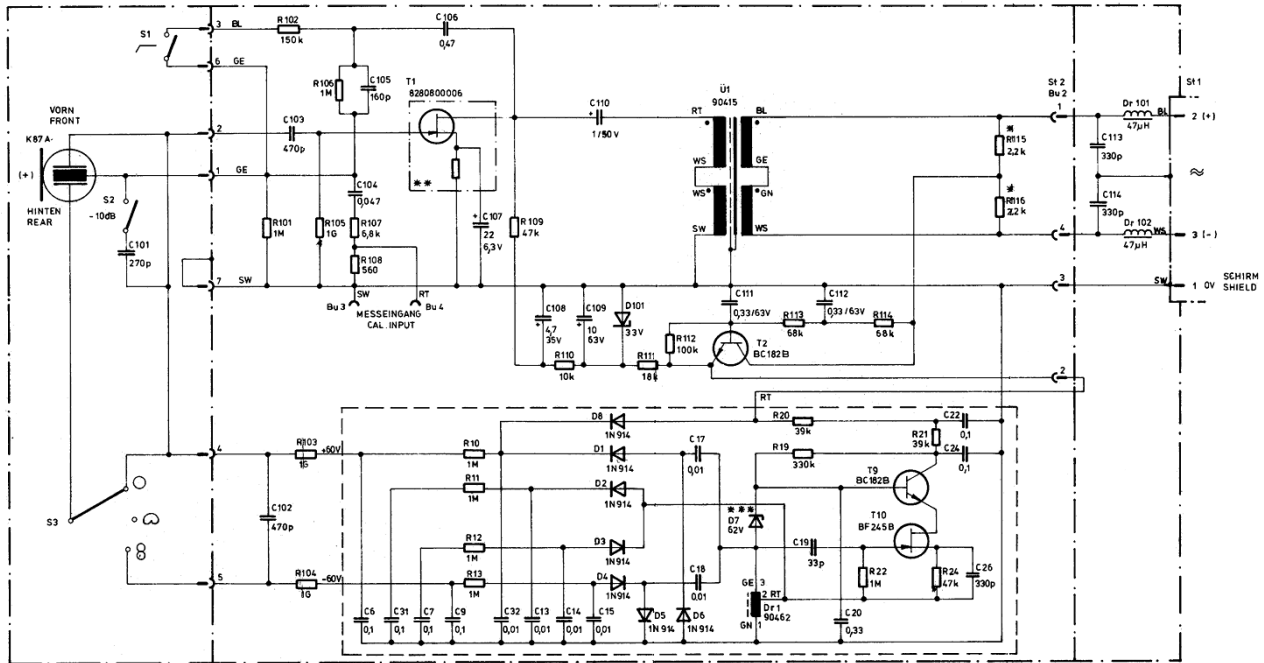 S1
3 BL
R102
150k
C106
0,47
6 GE
R106
1M
C105
160p
T1
8280800006
Ü1
90415
St 2
Bu 2
St1
VORN
FRONT
K87A-
(+)
HINTEN
REAR
2
C103
470p
C110
1/50V
RT
BL
1
Dr 101
BL
2 (+)
47µH
*
R115
2,2k
C113
330p
WS
GE
WS
GN
1 GE
**
≈
S2
-10dB
C101
270p
C104
0,047
R101
1M
R105
1G
R107
6,8k
R108
560
C107
22
6,3V
R109
47k
*
R116
2,2k
C114
330p
Dr 102
WS
47µH
3 (-)
SW
WS
4
7 SW
SW
RT
Bu 3
Bu 4
MESSEINGANG
CAL. INPUT
3
SW
1 0V
SCHIRM
SHIELD
C108
4,7
35V
C109
10
63V
D101
33V
C111
0,33/63V
C112
0,33/63V
R112
100k
R113
68k
R114
68k
T2
BC182B
R110
10k
R111
18k
2
RT
D8
1N914
R20
39k
C22
0,1
R21
39k
4
R103
1G
+60V
R10
1M
D1
1N914
C17
0,01
R19
330k
C24
0,1
R11
1M
D2
1N914
T9
BC182B
S3
C102
470p
***
D7
62V
T10
BF245B
R12
1M
D3
1N914
C19
33p
5
R104
1G
-60V
R13
1M
D4
1N914
C18
0,01
R22
1M
R24
47k
C26
330p
GE 3
2 RT
Dr 1
90462
GN 1
C6
0,1
C31
0,1
C7
0,1
C9
0,1
C32
0,01
C13
0,01
C14
0,01
C15
0,01
D5
1N914
D6
1N914
C20
0,33